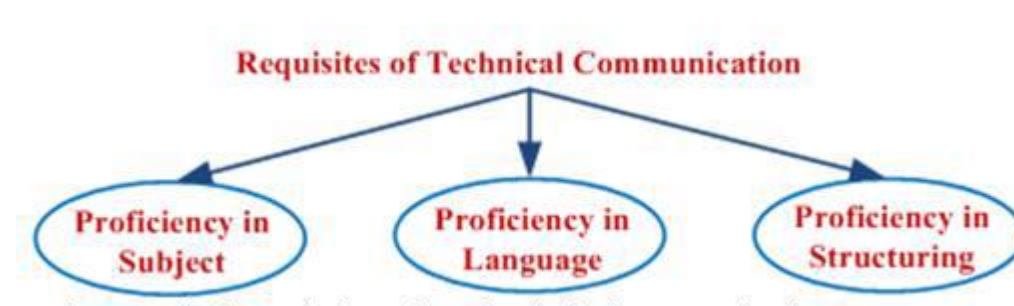 Requisites of Technical Communication
Proficiency in
Subject
Proficiency in
Language
Proficiency in
Structuring